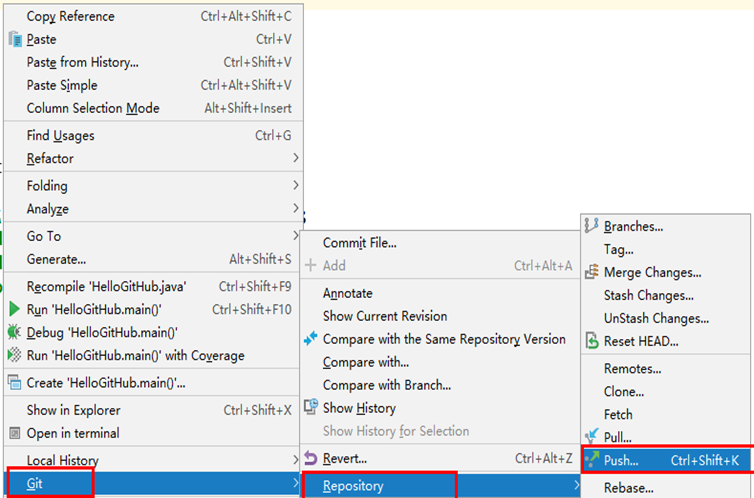 Copy Reference Ctrl+Alt+Shift+C
Paste Ctrl+V
Paste from History... Ctrl+Shift+V
Paste Simple Ctrl+Alt+Shift+V
Column Selection Mode Alt+Shift+Insert
Find Usages Ctrl+G
Refactor
Folding
Analyze
Go To
Generate... Alt+Shift+S
Recompile 'HelloGitHub.java' Ctrl+Shift+F9
Run 'HelloGitHub.main()' Ctrl+Shift+F10
Debug 'HelloGitHub.main()'
Run 'HelloGitHub.main()' with Coverage
Create 'HelloGitHub.main()'...
Show in Explorer Ctrl+Shift+X
Open in terminal
Local History
Git
Commit File...
Add Ctrl+Alt+A
Annotate
Show Current Revision
Compare with the Same Repository Version
Compare with...
Compare with Branch...
Show History
Show History for Selection
Revert... Ctrl+Alt+Z
Repository
Branches...
Tag...
Merge Changes...
Stash Changes...
UnStash Changes...
Reset HEAD...
Remotes...
Clone...
Fetch
Pull...
Push... Ctrl+Shift+K
Rebase...